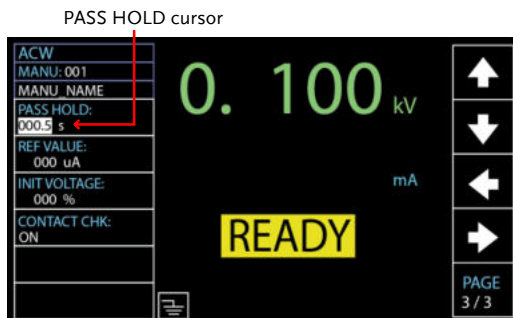 PASS HOLD cursor
ACW
MANU: 001
MANU_NAME
PASS HOLD:
000.5 s
REF VALUE:
000 uA
INIT VOLTAGE:
000 %
CONTACT CHK:
ON
0. 100 kV
mA
READY
PAGE
3 / 3